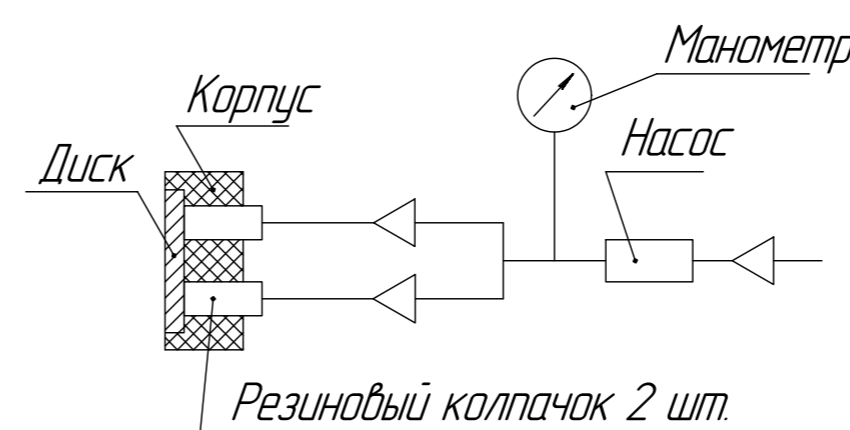 Манометр
Корпус
Насос
Диск
Резиновый колпачок 2 шт.